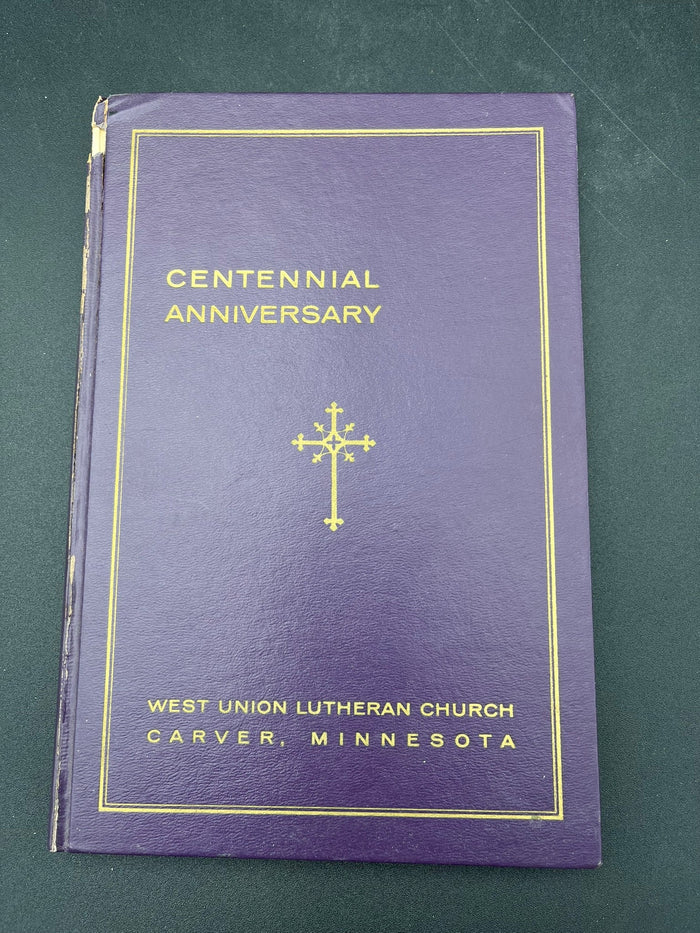 CENTENNIAL
ANNIVERSARY
WEST UNION LUTHERAN CHURCH
CARVER, MINNESOTA